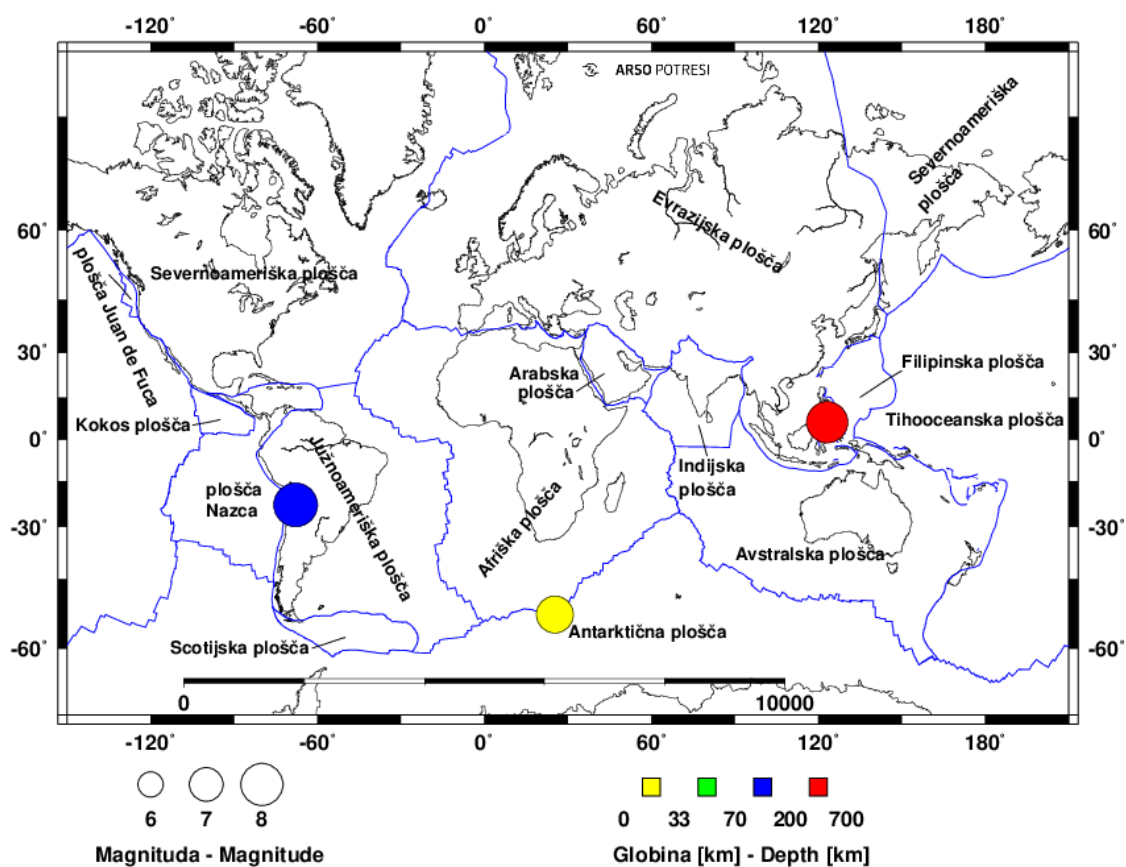 -120° -60° 0° 60° 120° 180°
ARSO POTRESI
Severnoameriška
plošča
Evrazijska plošča
60° 60°
Severnoameriška plošča
plošča Juan de Fuca
30° 30°
Filipinska plošča
Arabska
plošča
Kokos plošča
Tihooceanska plošča
0° 0°
Južnoameriška plošča
Indijska
plošča
plošča
Nazca
Afriška plošča
-30° -30°
Avstralska plošča
Antarktična plošča
Scotijska plošča
-60° -60°
0 10000
-120° -60° 0° 60° 120° 180°
6 7 8
0 33 70 200 700
Magnituda - Magnitude
Globina [km] - Depth [km]